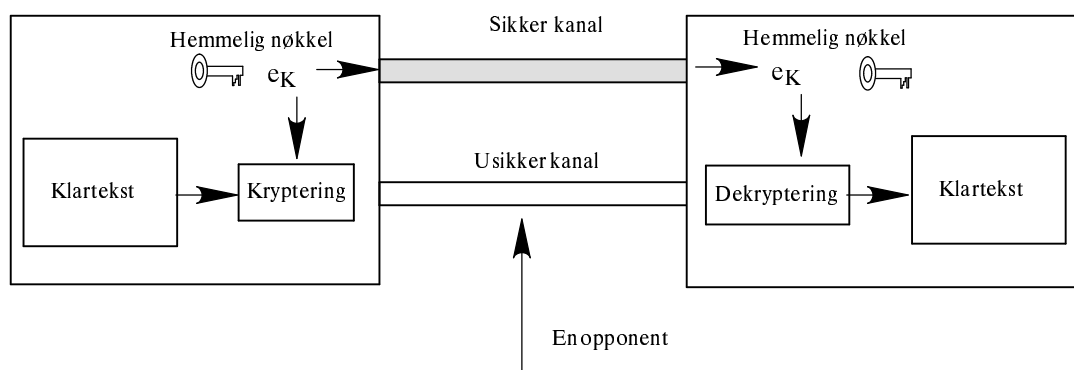 Sikker kanal
Hemmelig nøkkel
eK
Hemmelig nøkkel
eK
Usikker kanal
Klartekst
Kryptering
Dekryptering
Klartekst
En opponent